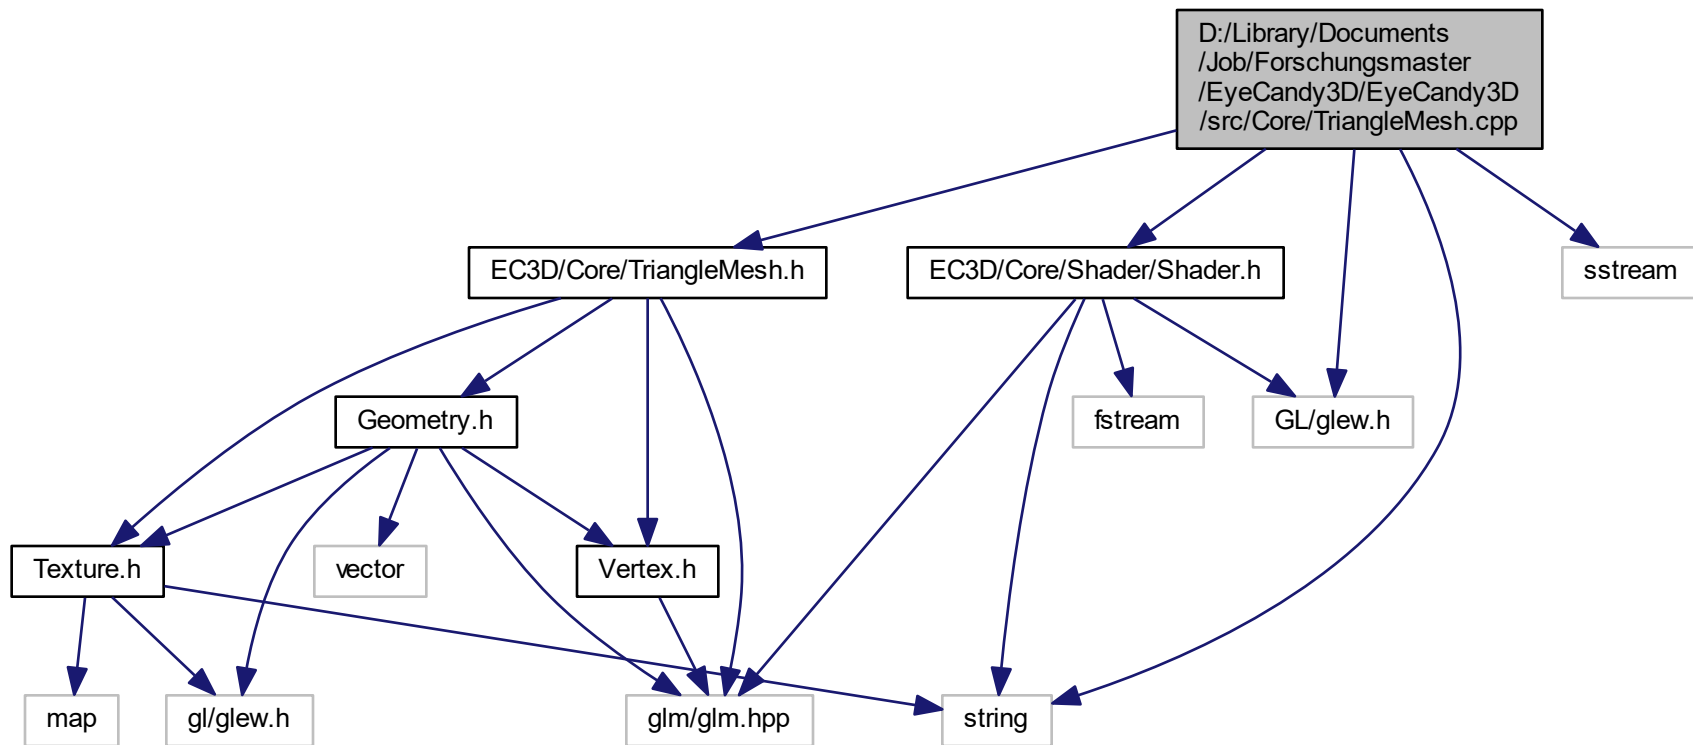 D:/Library/Documents
/Job/Forschungsmaster
/EyeCandy3D/EyeCandy3D
/src/Core/TriangleMesh.cpp
EC3D/Core/TriangleMesh.h
EC3D/Core/Shader/Shader.h
sstream
Geometry.h
fstream
GL/glew.h
Texture.h
vector
Vertex.h
map
gl/glew.h
glm/glm.hpp
string